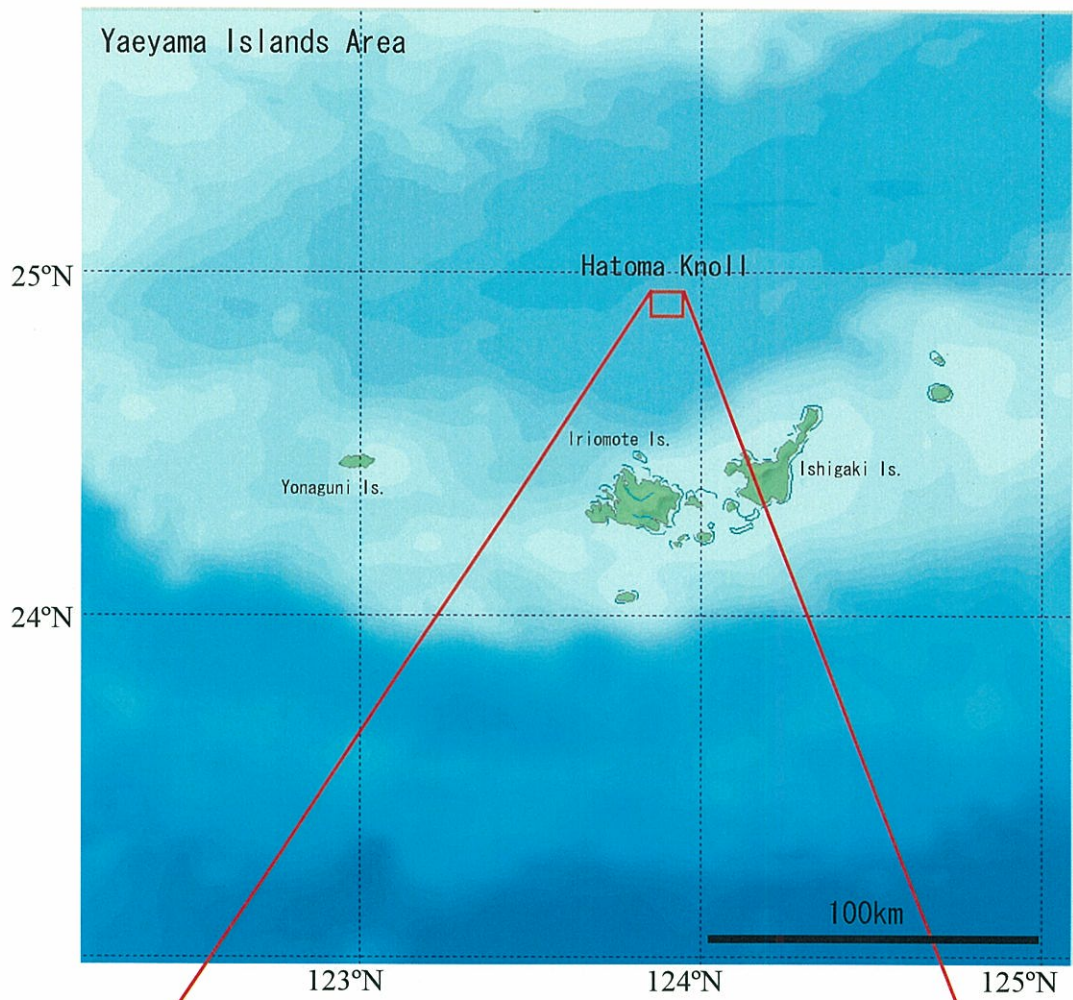 Yaeyama Islands Area
25ºN
Hatoma Knoll
Iriomote Is.
Ishigaki Is.
Yonaguni Is.
24ºN
100km
123ºN
124ºN
125ºN